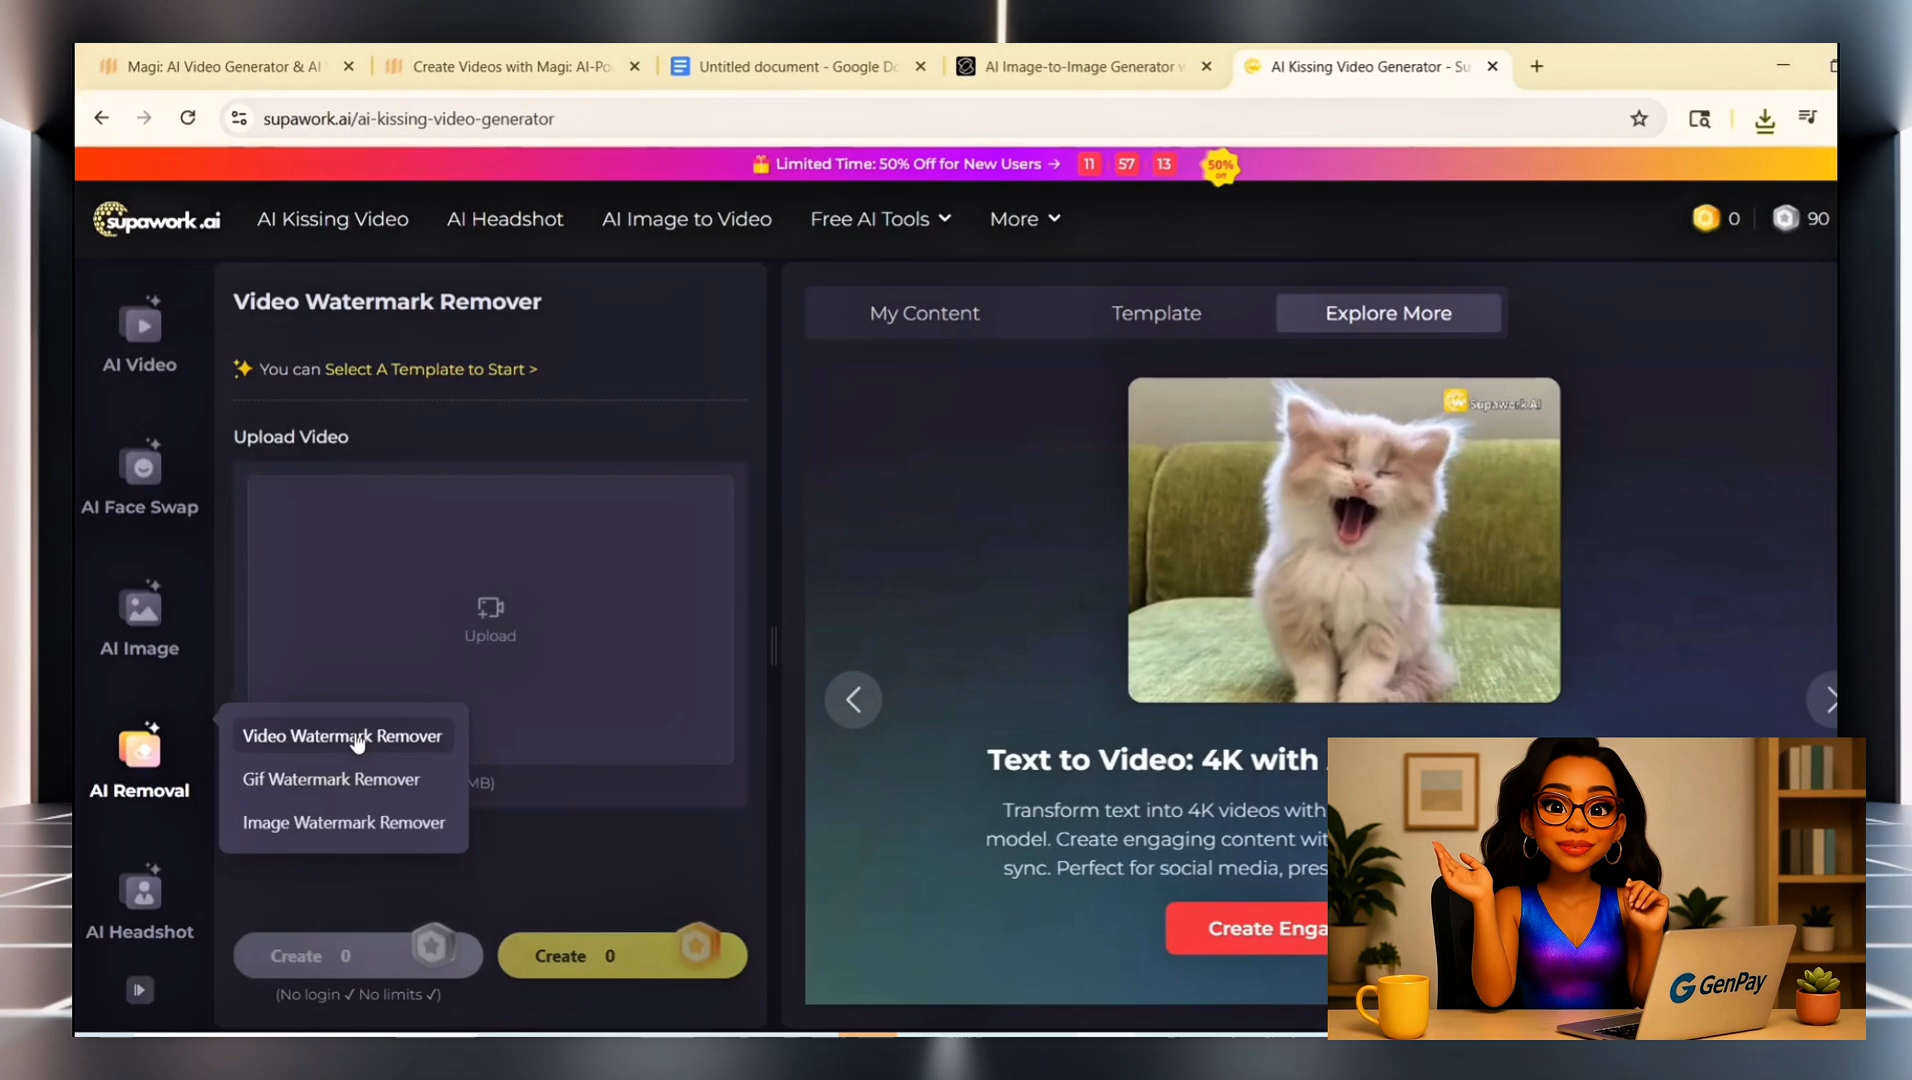 Magi: AI Video Generator & AI
Create Videos with Magi: AI-Po
Untitled document - Google Do
AI Image-to-Image Generator w
AI Kissing Video Generator - Su
supawork.ai/ai-kissing-video-generator
Limited Time: 50% Off for New Users →
11
57
13
50%
Off
supawork.ai
AI Kissing Video
AI Headshot
AI Image to Video
Free AI Tools
More
0
90
AI Video
AI Face Swap
AI Image
AI Removal
AI Headshot
Video Watermark Remover
You can Select A Template to Start >
Upload Video
Upload
MB)
Video Watermark Remover
Gif Watermark Remover
Image Watermark Remover
Create 0
Create 0
(No login ✓ No limits ✓)
My Content
Template
Explore More
Supawork AI
Text to Video: 4K with
Transform text into 4K videos with
model. Create engaging content with
sync. Perfect for social media, pres
Create Enga
GenPay